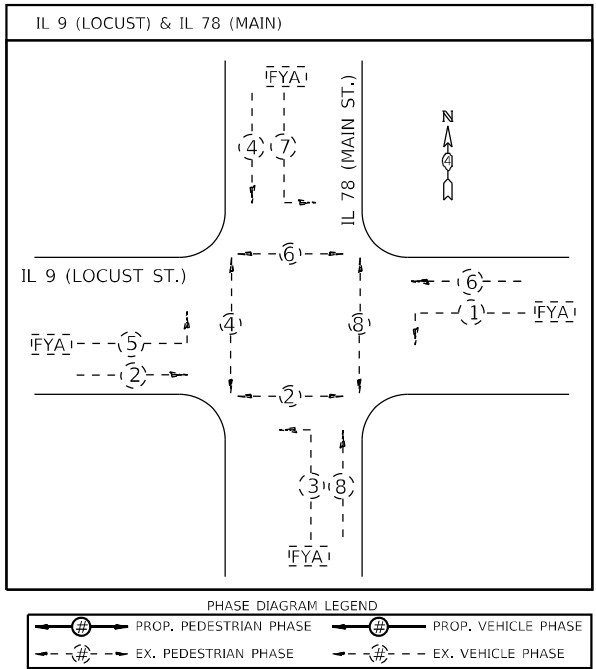 IL 9 (LOCUST) & IL 78 (MAIN)
FYA
IL 78 (MAIN ST.)
N
4
4 7
6
IL 9 (LOCUST ST.)
6
1 FYA
4 8
FYA 5
2
2
3 8
FYA
PHASE DIAGRAM LEGEND
# PROP. PEDESTRIAN PHASE # PROP. VEHICLE PHASE
# EX. PEDESTRIAN PHASE # EX. VEHICLE PHASE